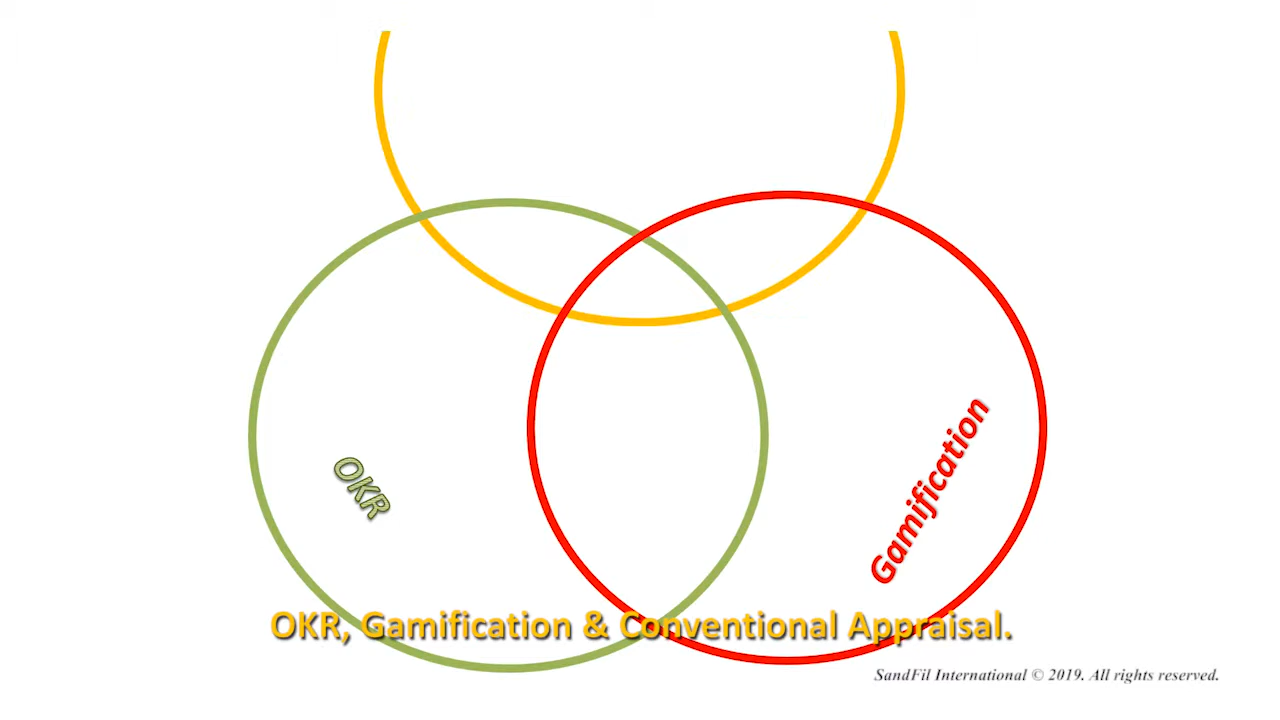 OKR
Gamification
OKR, Gamification & Conventional Appraisal.
SandFil International © 2019. All rights reserved.